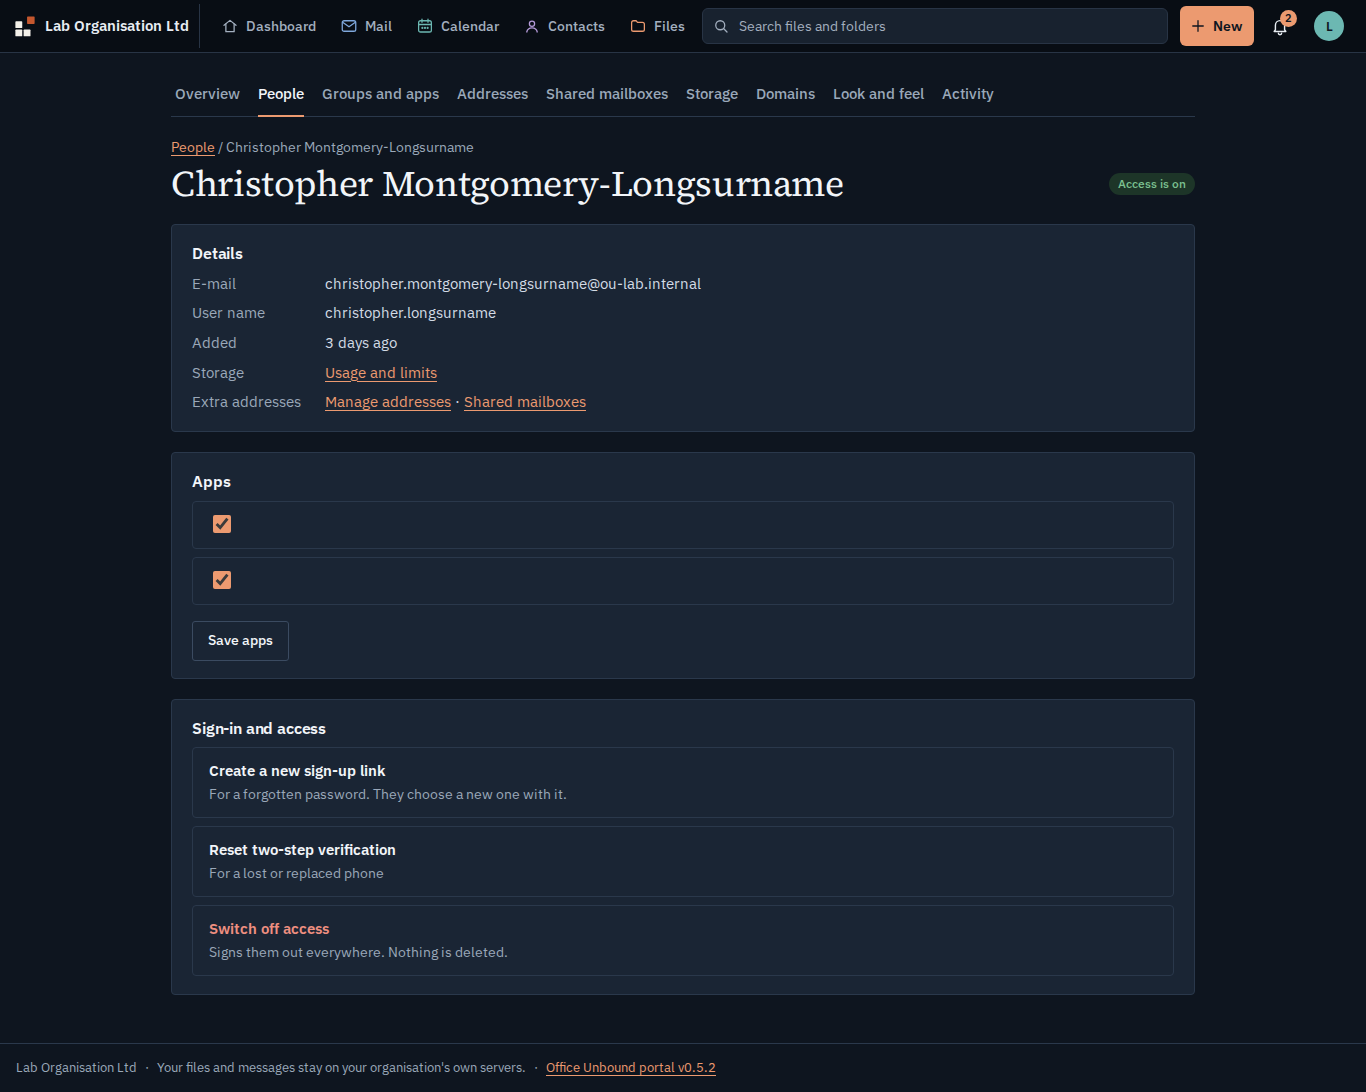 Lab Organisation Ltd
Dashboard
Mail
Calendar
Contacts
Files
Search files and folders
New
2
L
Overview
People
Groups and apps
Addresses
Shared mailboxes
Storage
Domains
Look and feel
Activity
People / Christopher Montgomery-Longsurname
Christopher Montgomery-Longsurname
Access is on
Details
E-mail christopher.montgomery-longsurname@ou-lab.internal
User name christopher.longsurname
Added 3 days ago
Storage Usage and limits
Extra addresses Manage addresses · Shared mailboxes
Apps
Save apps
Sign-in and access
Create a new sign-up link
For a forgotten password. They choose a new one with it.
Reset two-step verification
For a lost or replaced phone
Switch off access
Signs them out everywhere. Nothing is deleted.
Lab Organisation Ltd · Your files and messages stay on your organisation's own servers. · Office Unbound portal v0.5.2